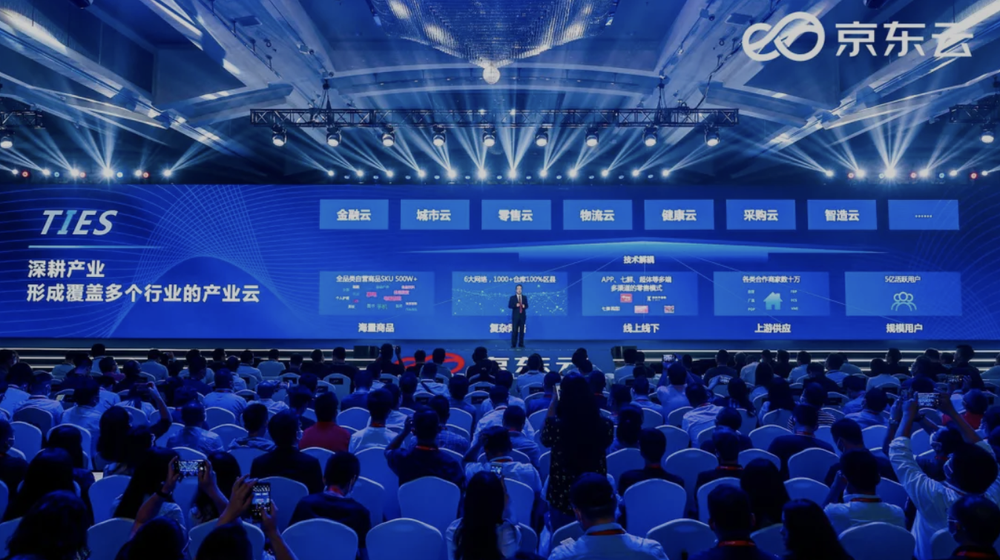 京东云
TIES
深耕产业
形成覆盖多个行业的产业云
金融云
城市云
零售云
物流云
健康云
采购云
智造云
......
技术解耦
全品类自营商品SKU 500W+
海量商品
6大网络，1000+仓库100%区县
复杂
APP、七鲜、超体等多端
多渠道的零售模式
线上线下
各类合作商家数十万
上游供应
5亿活跃用户
规模用户
京东云